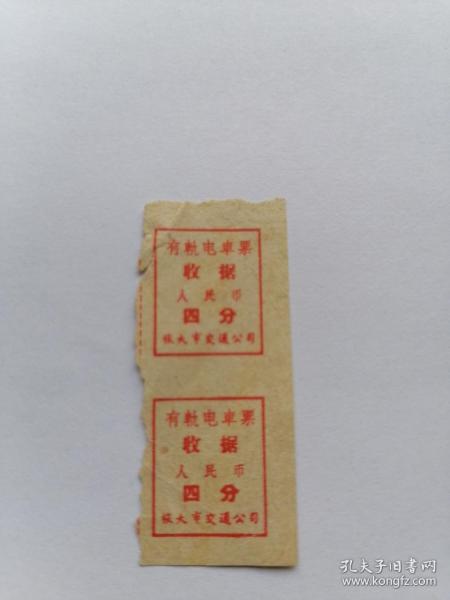 有軌电車票
收据
人民币
四分
旅大市交通公司
有軌电車票
收据
人民币
四分
旅大市交通公司
孔夫子旧书网
www.kongfz.com